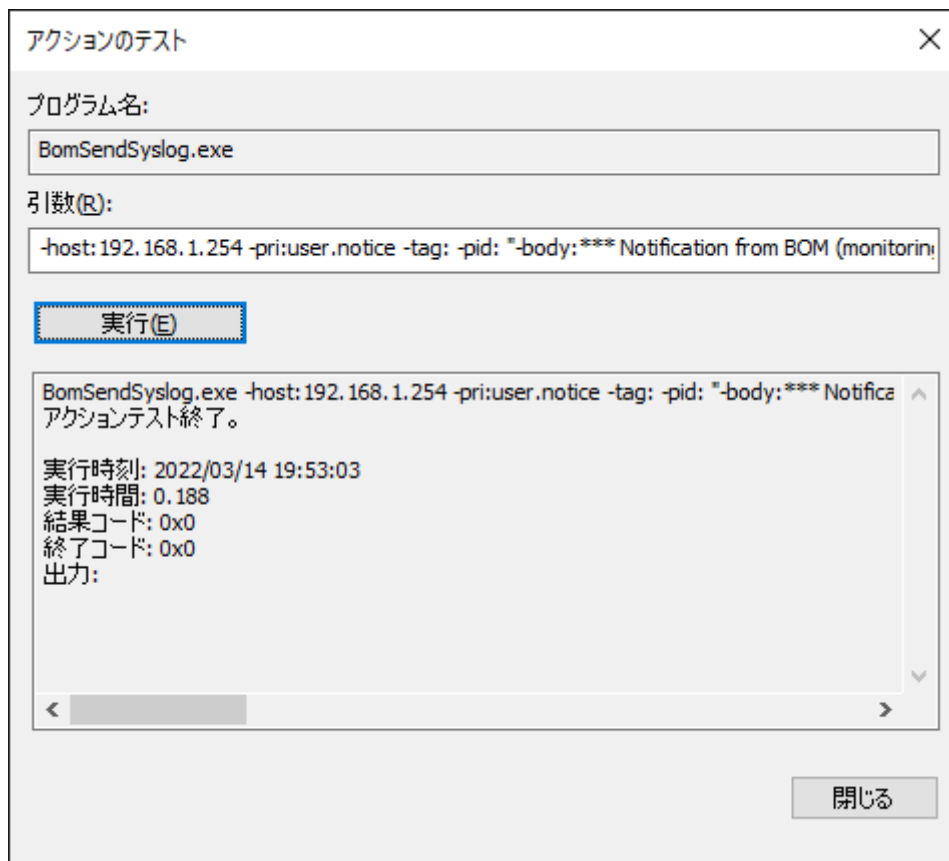 アクションのテスト
プログラム名:
BomSendSyslog.exe
引数(R):
-host:192.168.1.254 -pri:user.notice -tag: -pid: "-body:*** Notification from BOM (monitoring
実行(E)
BomSendSyslog.exe -host:192.168.1.254 -pri:user.notice -tag: -pid: "-body:*** Notifica
アクションテスト終了。
実行時刻: 2022/03/14 19:53:03
実行時間: 0.188
結果コード: 0x0
終了コード: 0x0
出力:
閉じる